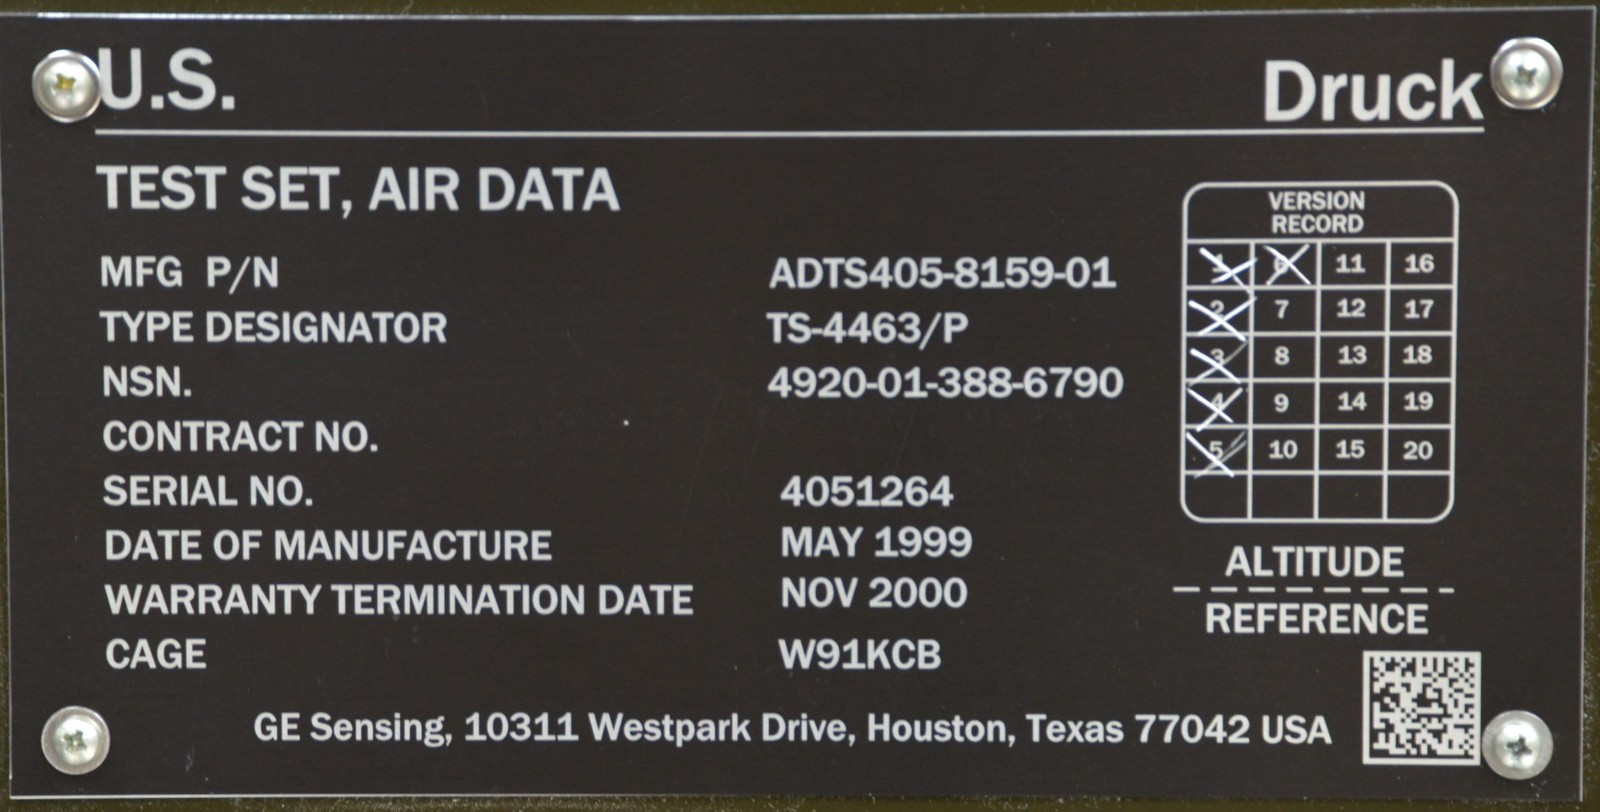 U.S. Druck
TEST SET, AIR DATA
MFG P/N ADTS405-8159-01
TYPE DESIGNATOR TS-4463/P
NSN. 4920-01-388-6790
CONTRACT NO.
SERIAL NO. 4051264
DATE OF MANUFACTURE MAY 1999
WARRANTY TERMINATION DATE NOV 2000
CAGE W91KCB
VERSION
RECORD
1 6 11 16
2 7 12 17
3 8 13 18
4 9 14 19
5 10 15 20
ALTITUDE
REFERENCE
GE Sensing, 10311 Westpark Drive, Houston, Texas 77042 USA